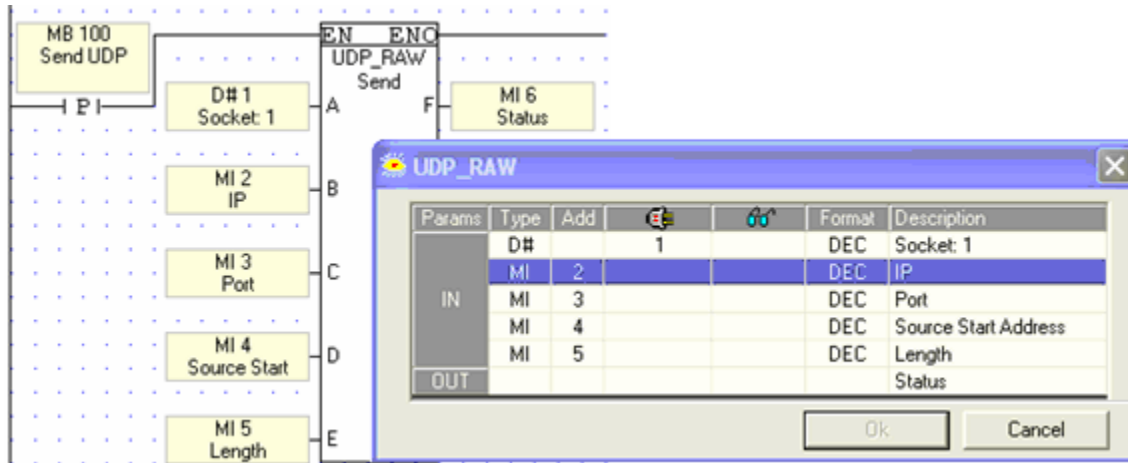 MB 100
Send UDP
EN ENO
UDP_RAW
Send
P
D# 1
Socket: 1
A
F
MI 6
Status
MI 2
IP
B
MI 3
Port
C
MI 4
Source Start
D
MI 5
Length
E
UDP_RAW
Params Type Add Format Description
IN
D# 1 DEC Socket: 1
MI 2 DEC IP
MI 3 DEC Port
MI 4 DEC Source Start Address
MI 5 DEC Length
OUT Status
Ok Cancel